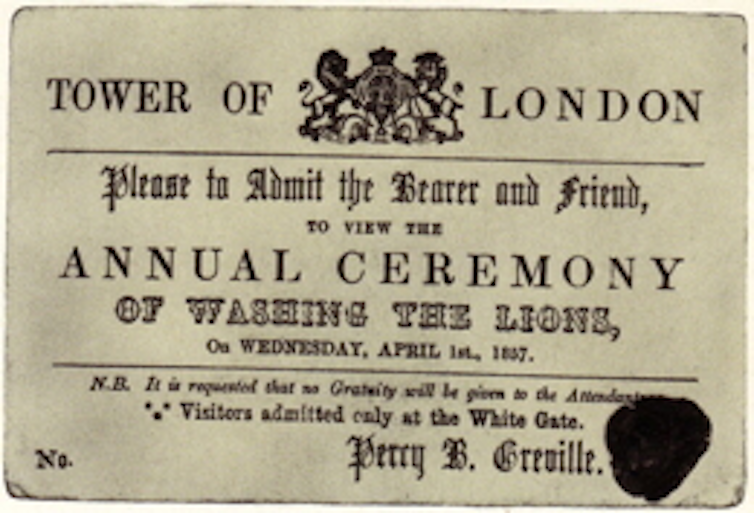 TOWER OF LONDON
Please to Admit the Bearer and Friend,
TO VIEW THE
ANNUAL CEREMONY
OF WASHING THE LIONS,
On WEDNESDAY, APRIL 1st., 1857.
N.B. It is requested that no Gratuity will be given to the
⁂ Visitors admitted only at the White Gate.
No. Percy B. Greville.